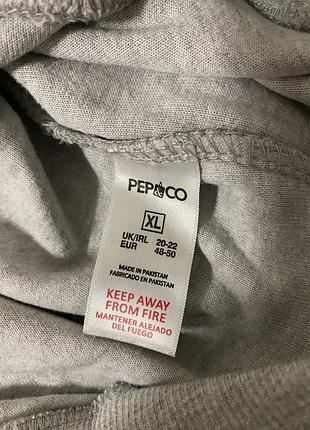 PEP&CO
XL
UK/IRL 20-22
EUR 48-50
MADE IN PAKISTAN
FABRICADO EN PAKISTAN
KEEP AWAY
FROM FIRE
MANTENER ALEJADO
DEL FUEGO